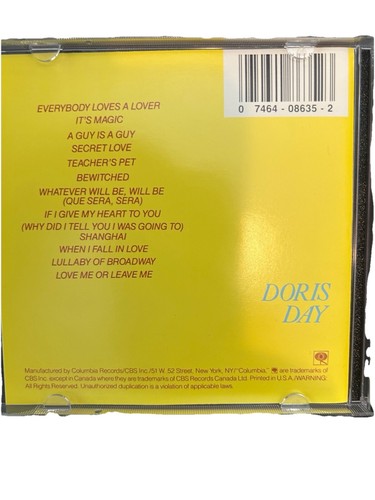 0 7464-08635-2
EVERYBODY LOVES A LOVER
IT'S MAGIC
A GUY IS A GUY
SECRET LOVE
TEACHER'S PET
BEWITCHED
WHATEVER WILL BE, WILL BE
(QUE SERA, SERA)
IF I GIVE MY HEART TO YOU
(WHY DID I TELL YOU I WAS GOING TO)
SHANGHAI
WHEN I FALL IN LOVE
LULLABY OF BROADWAY
LOVE ME OR LEAVE ME
DORIS
DAY
Manufactured by Columbia Records/CBS Inc./51 W. 52 Street, New York, NY/"Columbia," are trademarks of
CBS Inc. except in Canada where they are trademarks of CBS Records Canada Ltd. Printed in U.S.A./WARNING:
All Rights Reserved. Unauthorized duplication is a violation of applicable laws.